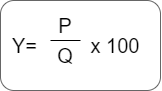 Y= P/Q x 100